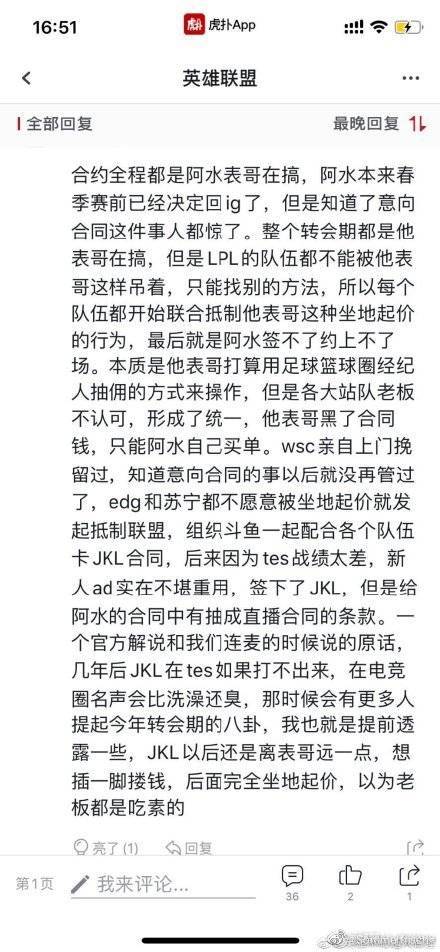 16:51
虎扑
虎扑App
英雄联盟
全部回复
最晚回复
合约全程都是阿水表哥在搞，阿水本来春
季赛前已经决定回ig了，但是知道了意向
合同这件事人都惊了。整个转会期都是他
表哥在搞，但是LPL的队伍都不能被他表
哥这样吊着，只能找别的方法，所以每个
队伍都开始联合抵制他表哥这种坐地起价
的行为，最后就是阿水签不了约上不了
场。本质是他表哥打算用足球篮球圈经纪
人抽佣的方式来操作，但是各大站队老板
不认可，形成了统一，他表哥黑了合同
钱，只能阿水自己买单。wsc亲自上门挽
留过，知道意向合同的事以后就没再管过
了，edg和苏宁都不愿意被坐地起价就发
起抵制联盟，组织斗鱼一起配合各个队伍
卡JKL合同，后来因为tes战绩太差，新
人ad实在不堪重用，签下了JKL，但是给
阿水的合同中有抽成直播合同的条款。一
个官方解说和我们连麦的时候说的原话，
几年后JKL在tes如果打不出来，在电竞
圈名声会比洗澡还臭，那时候会有更多人
提起今年转会期的八卦，我也就是提前透
露一些，JKL以后还是离表哥远一点，想
插一脚搂钱，后面完全坐地起价，以为老
板都是吃素的
亮了(1)
回复
第1页
我来评论...
36
2
1